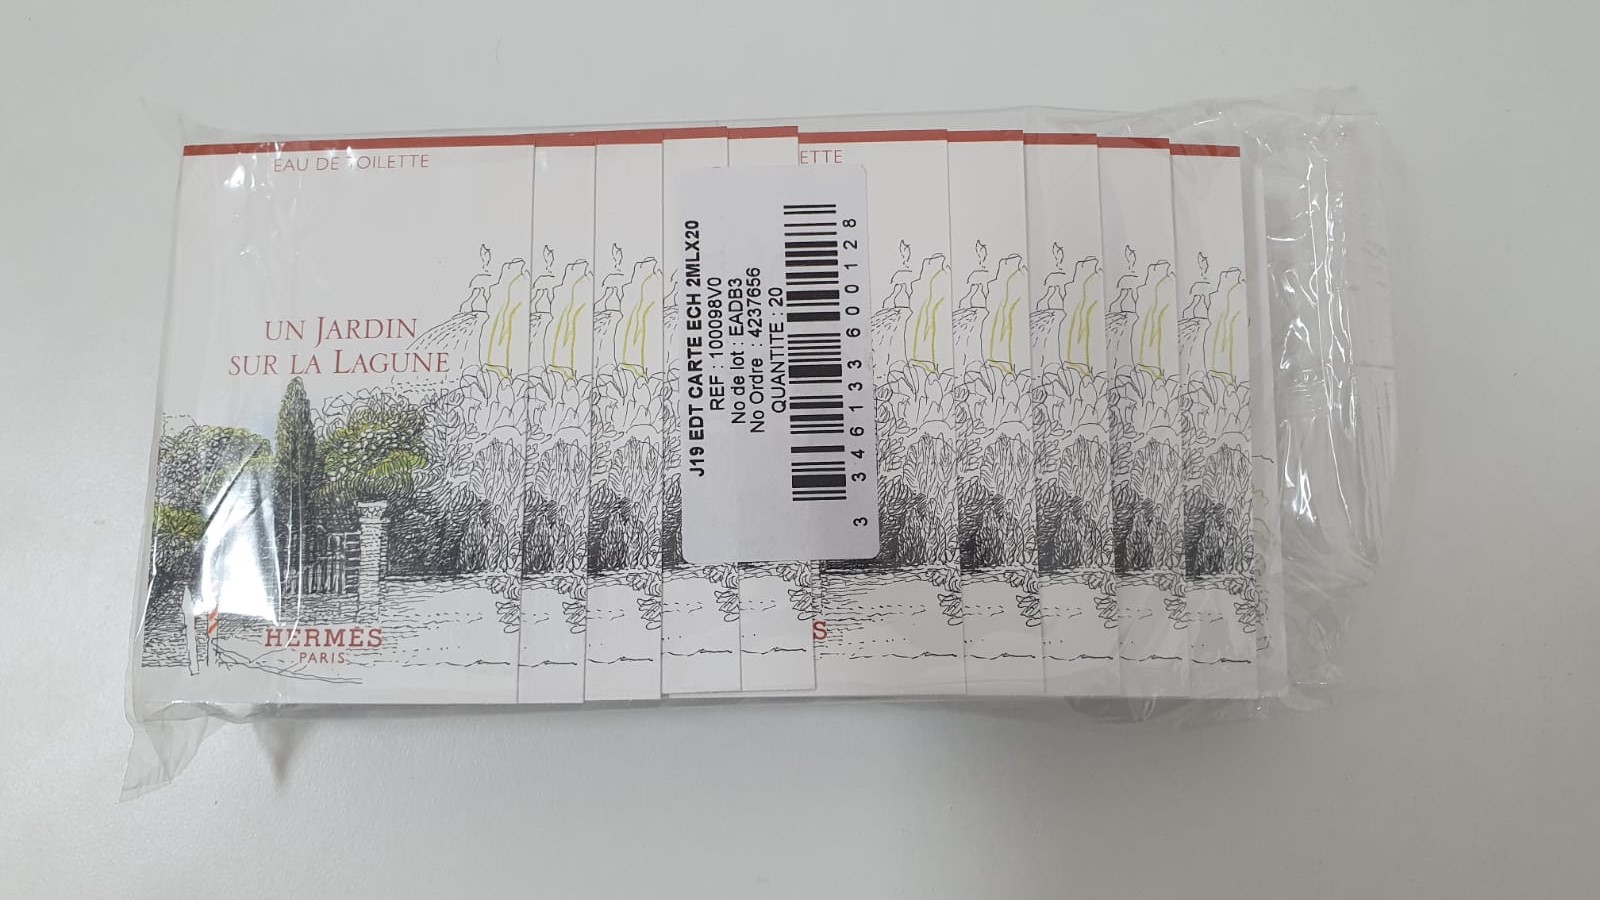 EAU DE TOILETTE
UN JARDIN
SUR LA LAGUNE
HERMÈS
PARIS
ETTE
S
J19 EDT CARTE ECH 2MLX20
REF : 100098V0
No de lot : EADB3
No Ordre : 4237656
QUANTITE : 20
3 346133 600128